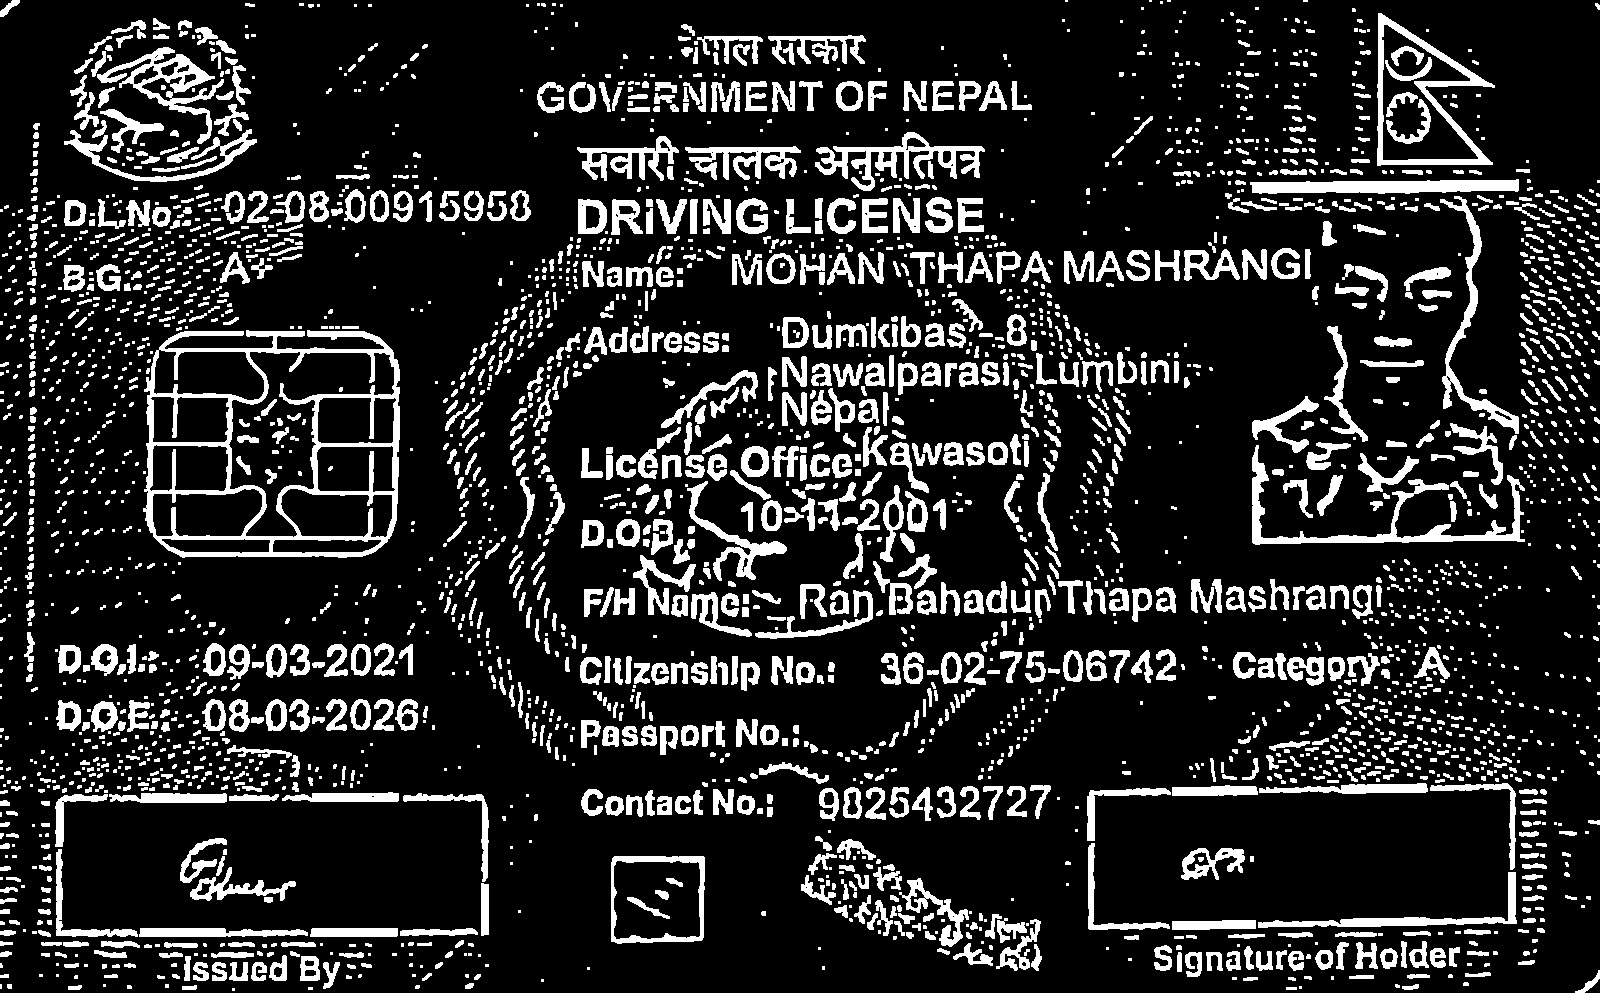 नेपाल सरकार
GOVERNMENT OF NEPAL
सवारी चालक अनुमतिपत्र
DRIVING LICENSE
D.L.No.: 02-08-00915958
B.G.: A+
Name: MOHAN THAPA MASHRANGI
Address: Dumkibas - 8,
Nawalparasi, Lumbini,
Nepal
License Office: Kawasoti
D.O.B.: 10-11-2001
F/H Name: Ran Bahadur Thapa Mashrangi
D.O.I.: 09-03-2021
Citizenship No.: 36-02-75-06742 Category: A
D.O.E.: 08-03-2026
Passport No.:
Contact No.: 9825432727
Issued By
Signature of Holder